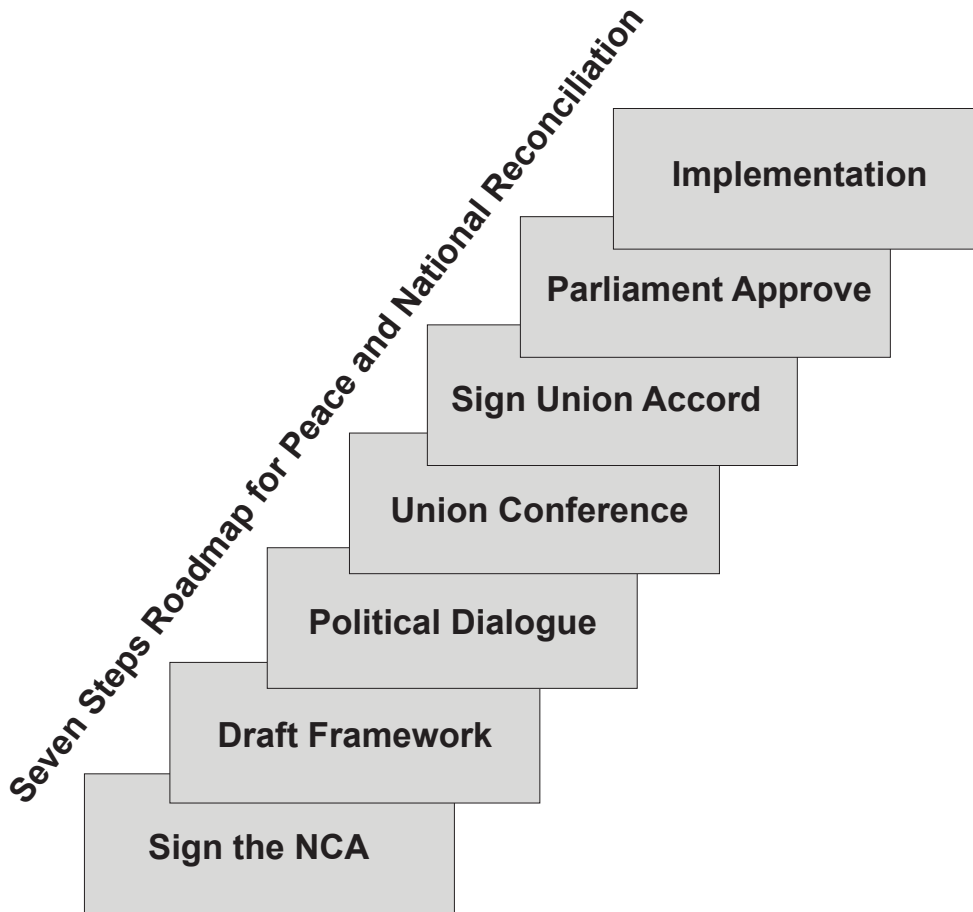 Seven Steps Roadmap for Peace and National Reconciliation
Implementation
Parliament Approve
Sign Union Accord
Union Conference
Political Dialogue
Draft Framework
Sign the NCA